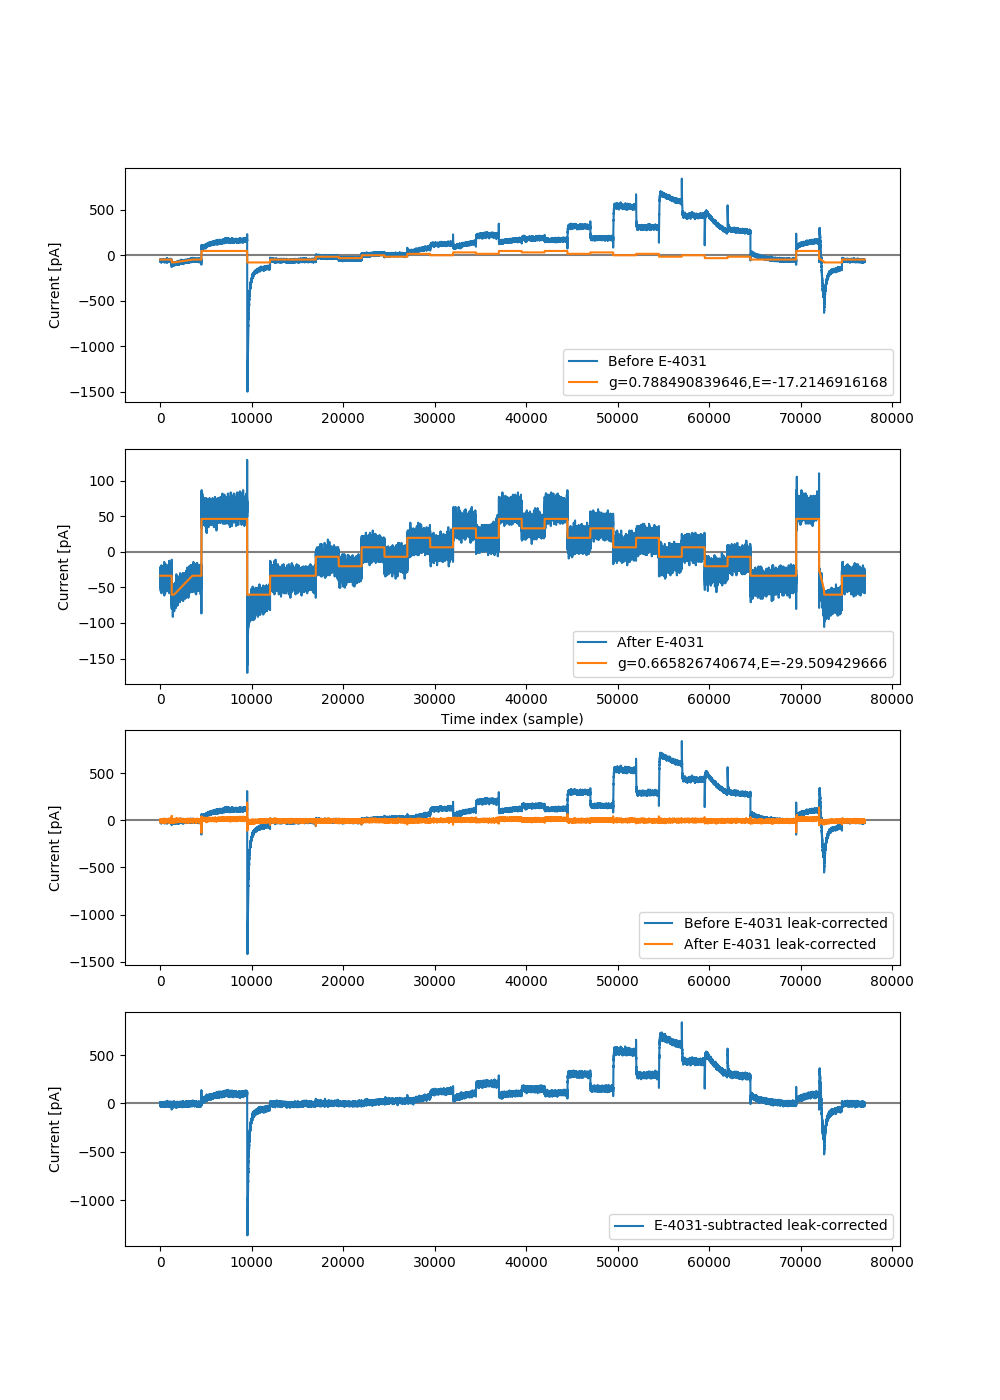 500
0
−500
−1000
−1500
Current [pA]
Before E-4031
g=0.788490839646,E=-17.2146916168
0 10000 20000 30000 40000 50000 60000 70000 80000
100
50
0
−50
−100
−150
Current [pA]
After E-4031
g=0.665826740674,E=-29.509429666
0 10000 20000 30000 40000 50000 60000 70000 80000
Time index (sample)
500
0
−500
−1000
−1500
Current [pA]
Before E-4031 leak-corrected
After E-4031 leak-corrected
0 10000 20000 30000 40000 50000 60000 70000 80000
500
0
−500
−1000
Current [pA]
E-4031-subtracted leak-corrected
0 10000 20000 30000 40000 50000 60000 70000 80000